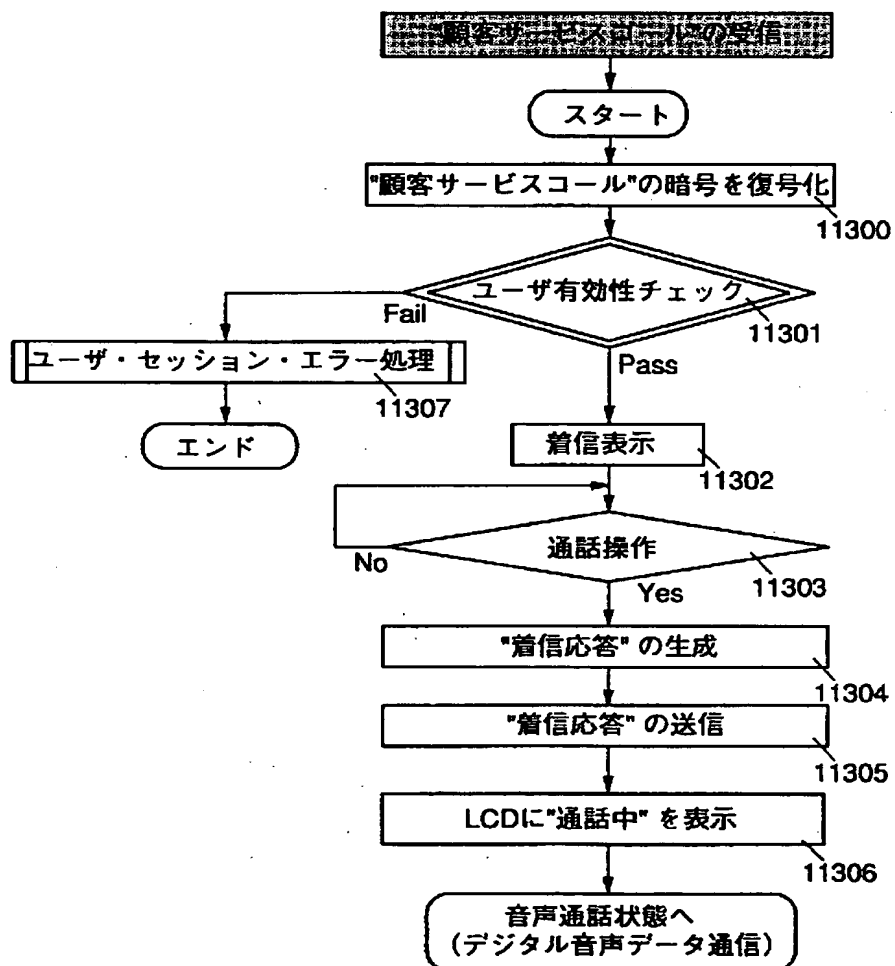 "顧客サービスコール"の受信
スタート
"顧客サービスコール"の暗号を復号化
11300
ユーザ有効性チェック
11301
Fail
Pass
ユーザ・セッション・エラー処理
11307
エンド
着信表示
11302
通話操作
11303
No
Yes
"着信応答" の生成
11304
"着信応答" の送信
11305
LCDに"通話中" を表示
11306
音声通話状態へ
(デジタル音声データ通信)